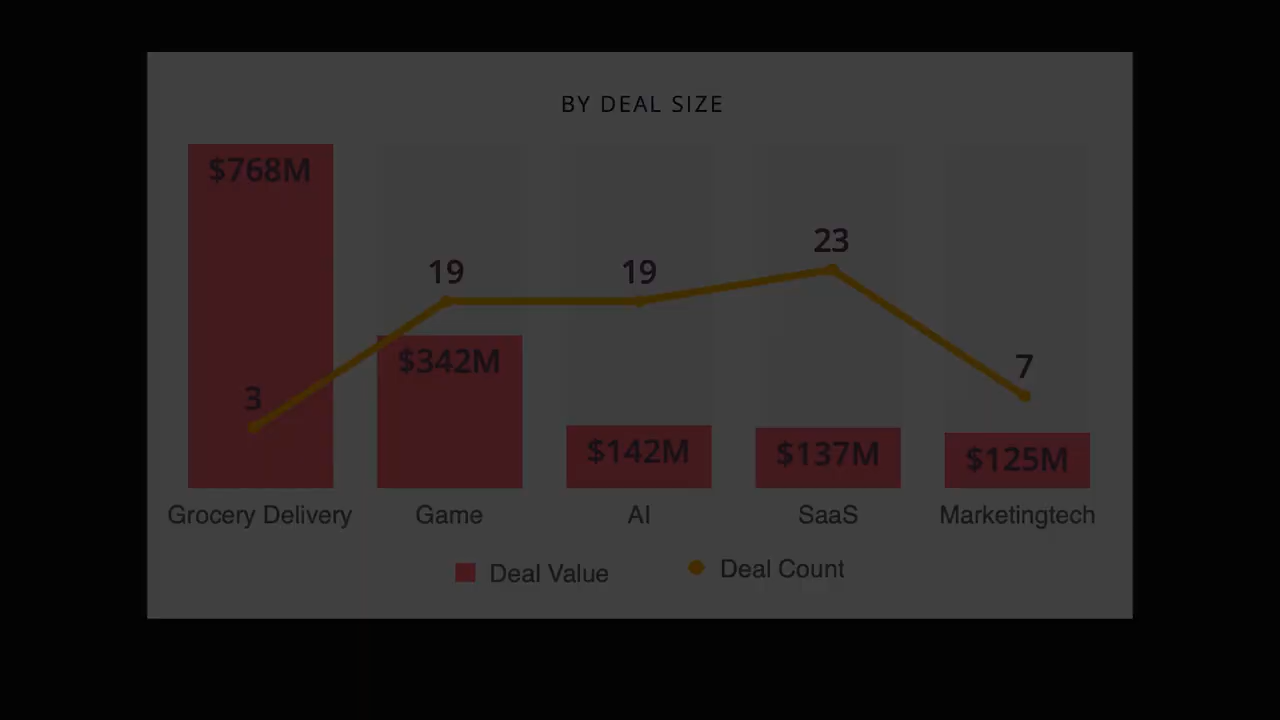 BY DEAL SIZE
$768M
23
19
19
$342M
7
3
$142M
$137M
$125M
Grocery Delivery
Game
AI
SaaS
Marketingtech
Deal Value
Deal Count